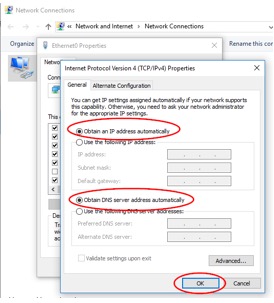 Network Connections
Network and Internet > Network Connections
Organize
Rename this con
Ethernet0 Properties
Internet Protocol Version 4 (TCP/IPv4) Properties
General
Alternate Configuration
You can get IP settings assigned automatically if your network supports
this capability. Otherwise, you need to ask your network administrator
for the appropriate IP settings.
Obtain an IP address automatically
Use the following IP address:
IP address:
Subnet mask:
Default gateway:
Obtain DNS server address automatically
Use the following DNS server addresses:
Preferred DNS server:
Alternate DNS server:
Validate settings upon exit
Advanced...
OK
Cancel